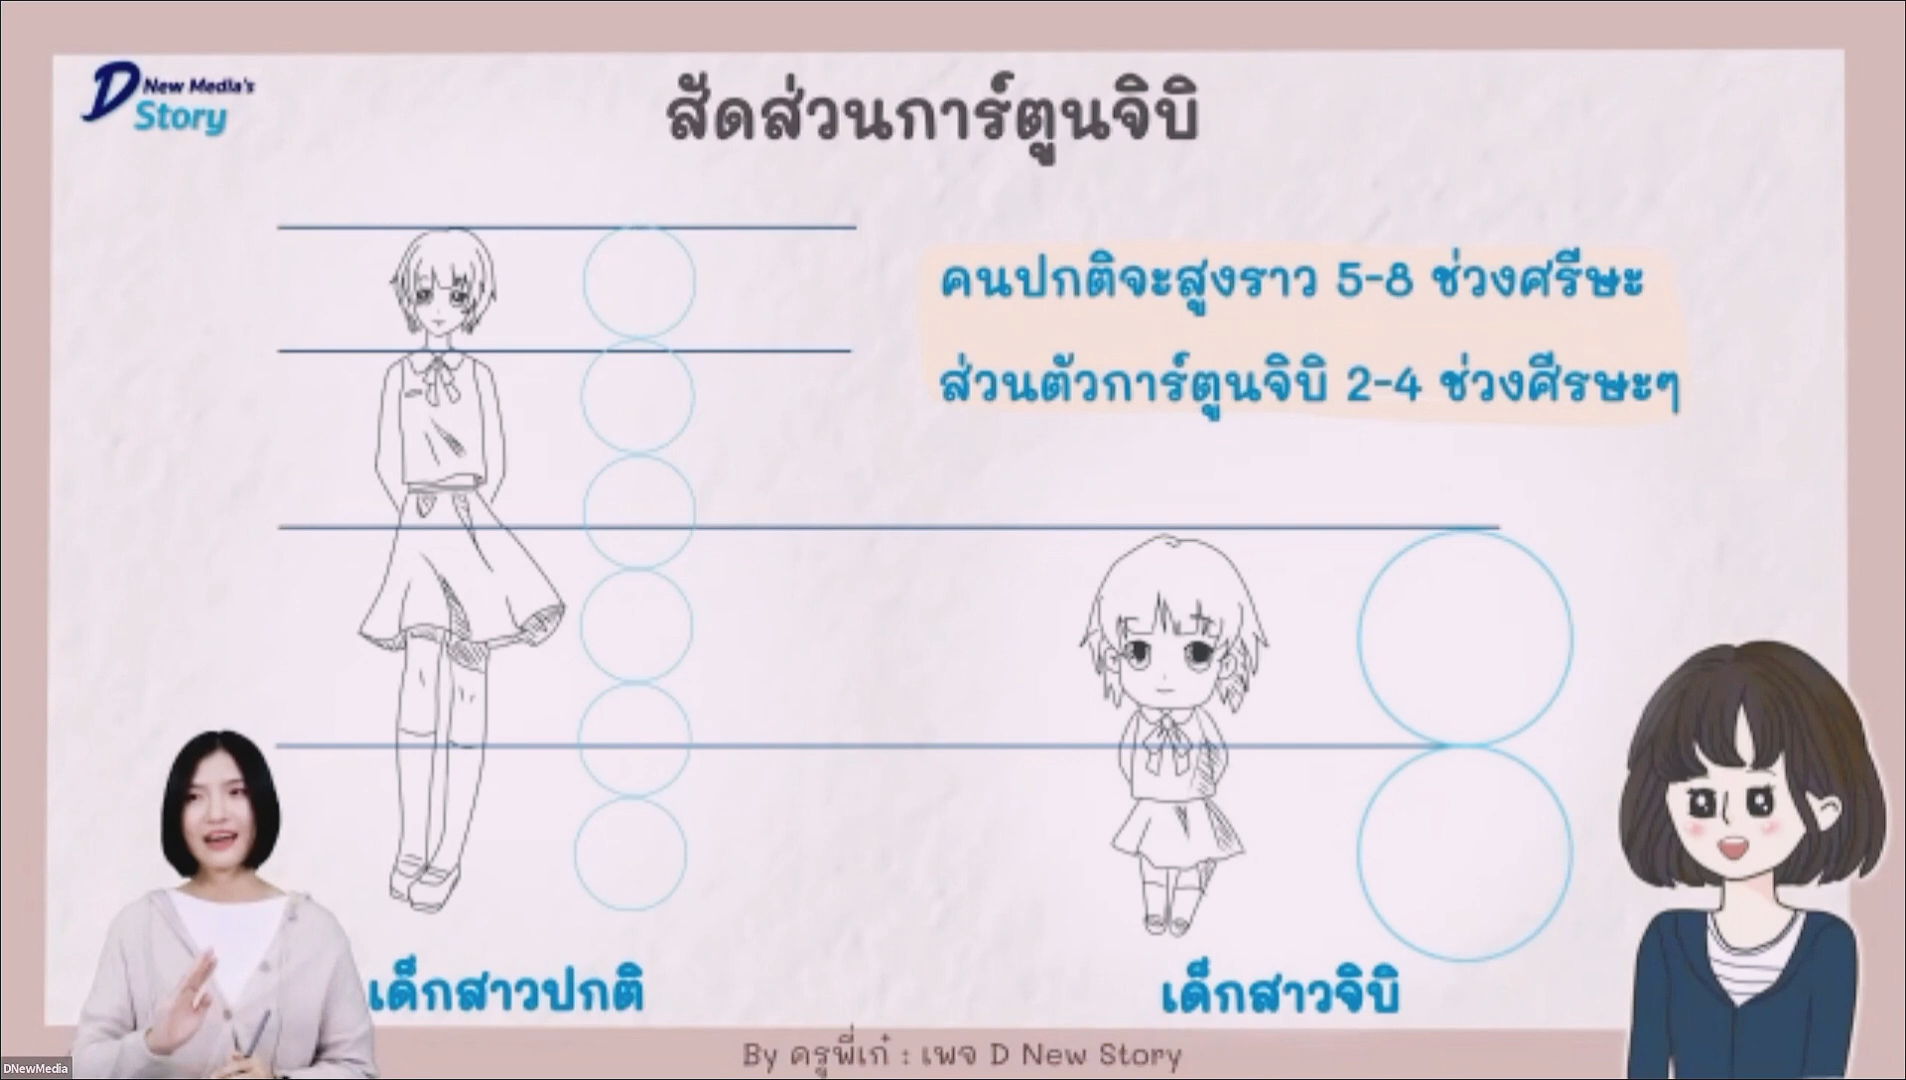 D New Media's
Story
สัดส่วนการ์ตูนจิบิ
คนปกติจะสูงราว 5-8 ช่วงศรีษะ
ส่วนตัวการ์ตูนจิบิ 2-4 ช่วงศีรษะๆ
เด็กสาวปกติ
เด็กสาวจิบิ
By ครูพี่เก๋ : เพจ D New Story
DNewMedia